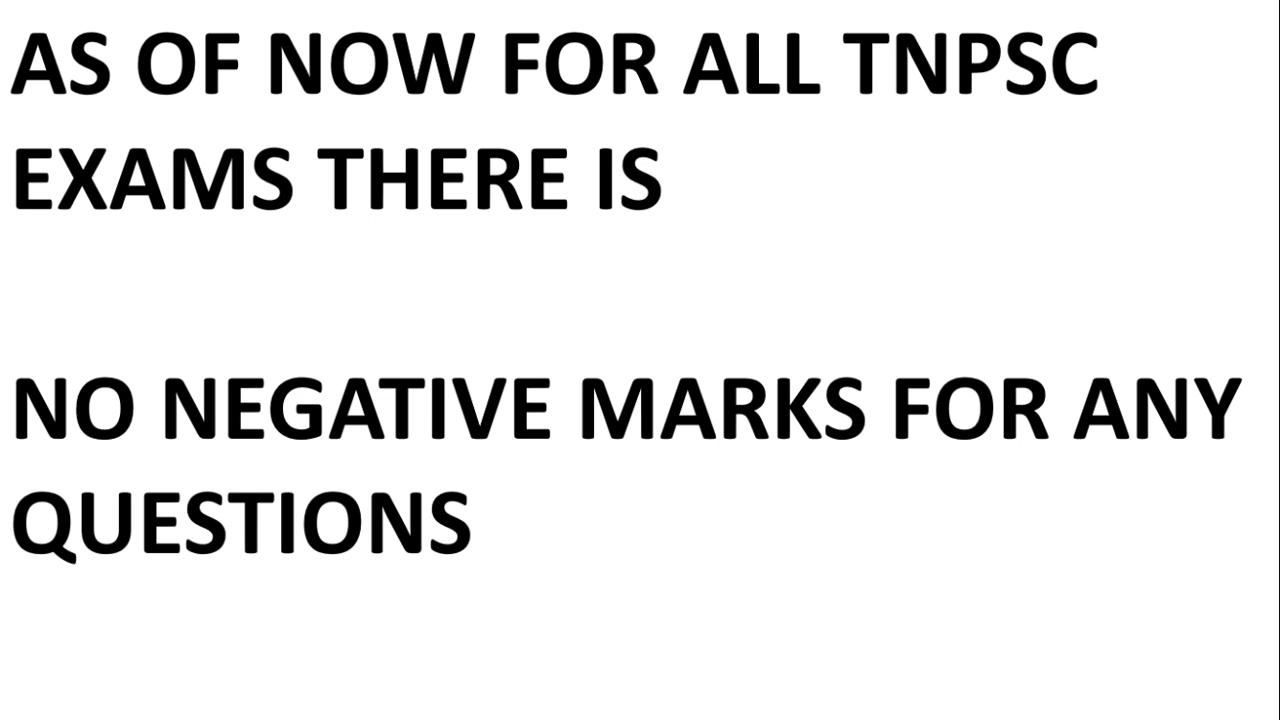 AS OF NOW FOR ALL TNPSC
EXAMS THERE IS
NO NEGATIVE MARKS FOR ANY
QUESTIONS